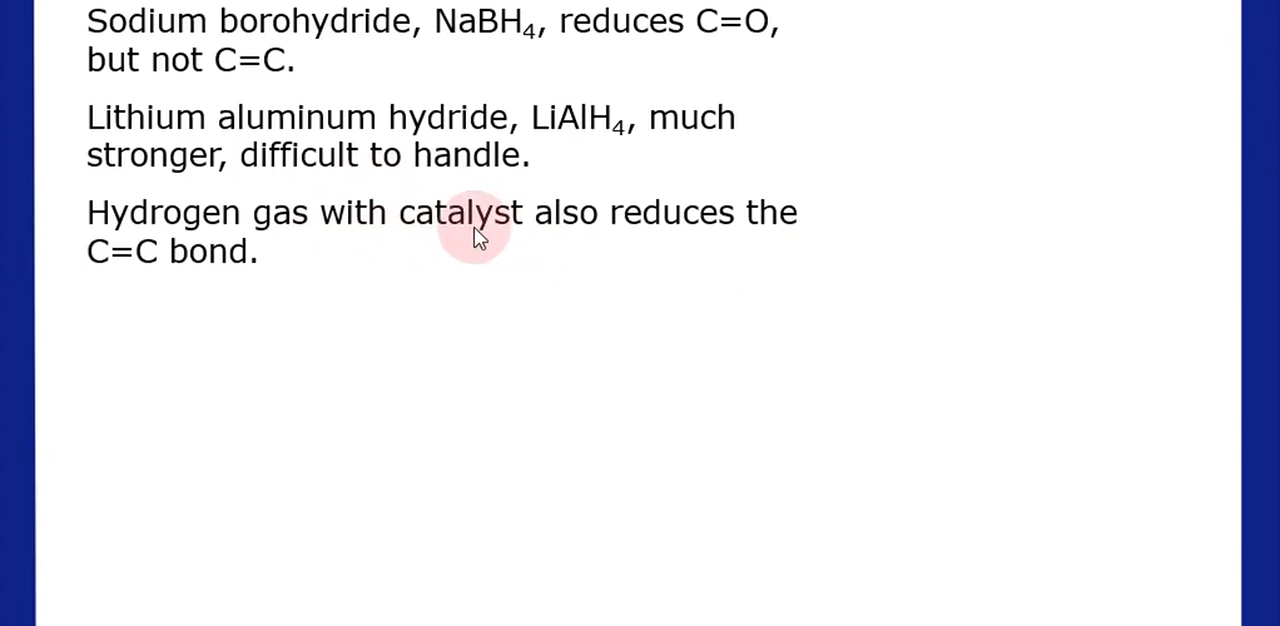 Sodium borohydride, NaBH₄, reduces C=O,
but not C=C.
Lithium aluminum hydride, LiAlH₄, much
stronger, difficult to handle.
Hydrogen gas with catalyst also reduces the
C=C bond.